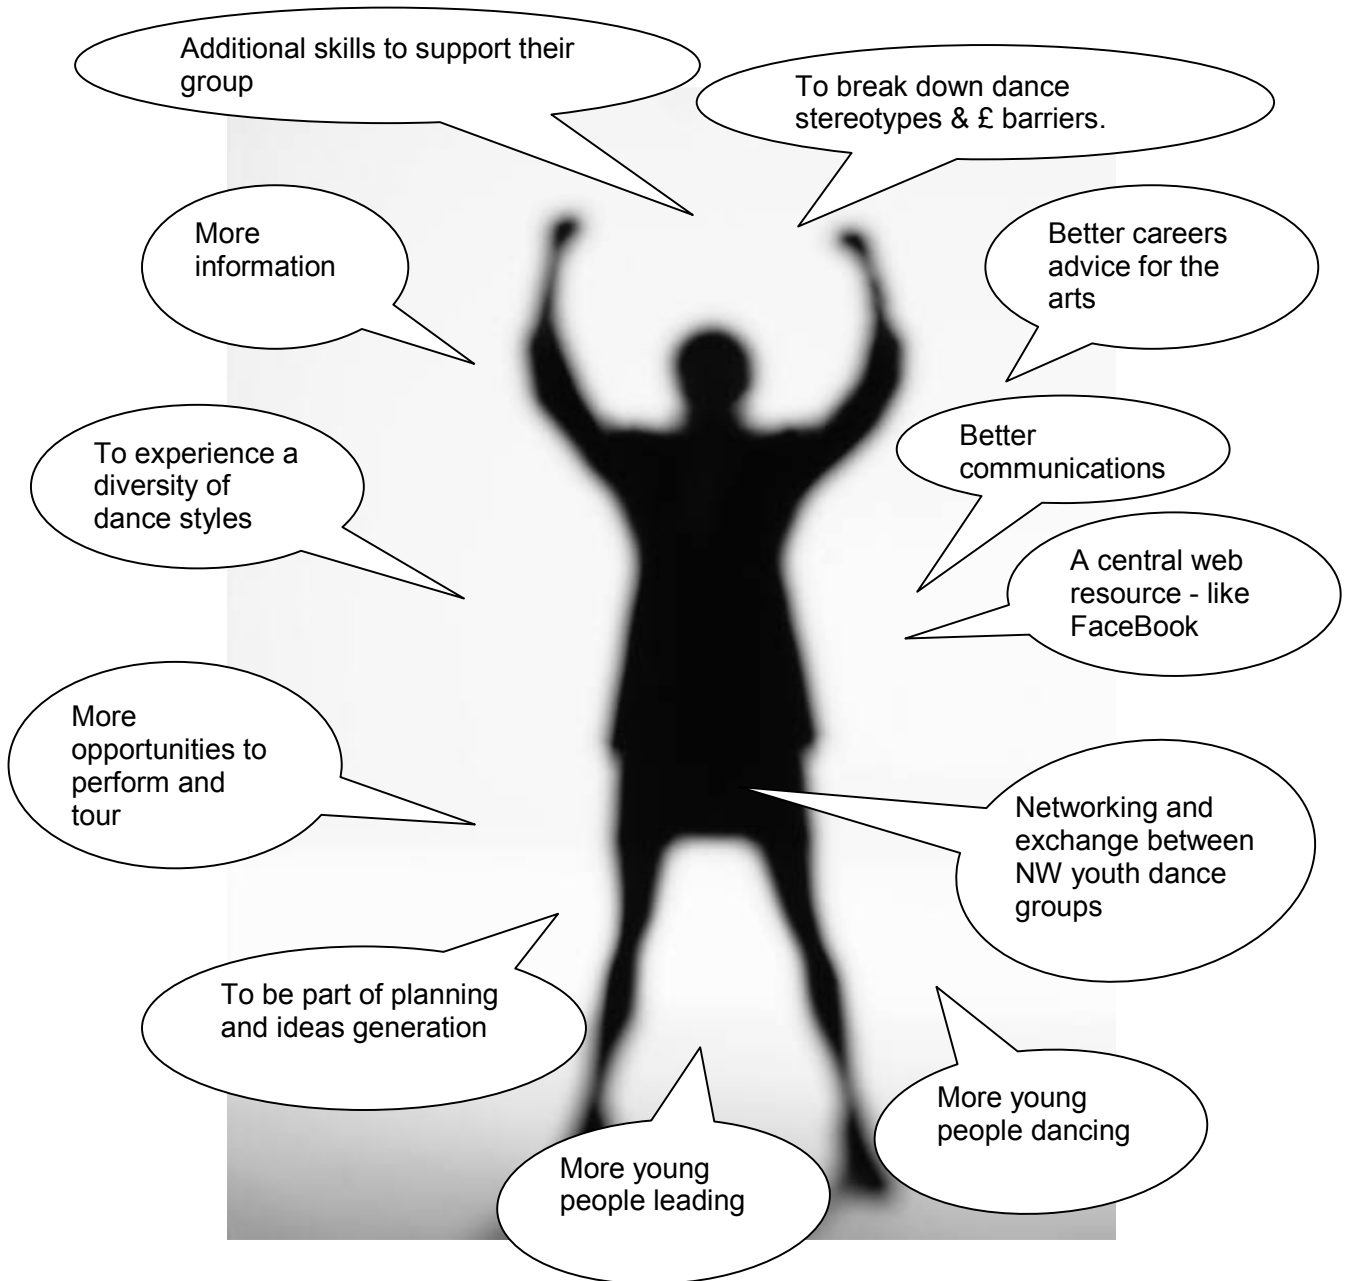 Additional skills to support their
group
To break down dance
stereotypes & £ barriers.
More
information
Better careers
advice for the
arts
To experience a
diversity of
dance styles
Better
communications
A central web
resource - like
FaceBook
More
opportunities to
perform and
tour
Networking and
exchange between
NW youth dance
groups
To be part of planning
and ideas generation
More young
people dancing
More young
people leading